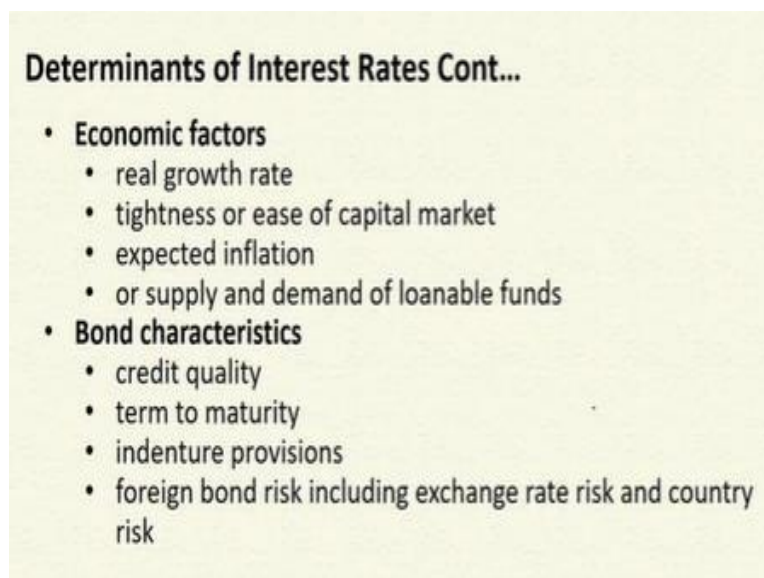 Determinants of Interest Rates Cont...
• Economic factors
• real growth rate
• tightness or ease of capital market
• expected inflation
• or supply and demand of loanable funds
• Bond characteristics
• credit quality
• term to maturity
• indenture provisions
• foreign bond risk including exchange rate risk and country
risk